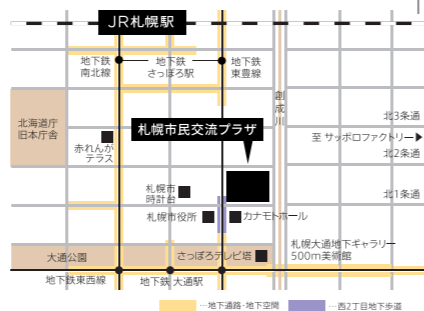 JR札幌駅
地下鉄
南北線
地下鉄
さっぽろ駅
地下鉄
東豊線
創成川
北海道庁
旧本庁舎
札幌市民交流プラザ
北3条通
至 サッポロファクトリー▶
赤れんが
テラス
北2条通
札幌市
時計台
北1条通
札幌市役所
カナモトホール
札幌大通地下ギャラリー
500m美術館
大通公園
さっぽろテレビ塔
地下鉄東西線
地下鉄 大通駅
…地下通路・地下空間
…西2丁目地下歩道